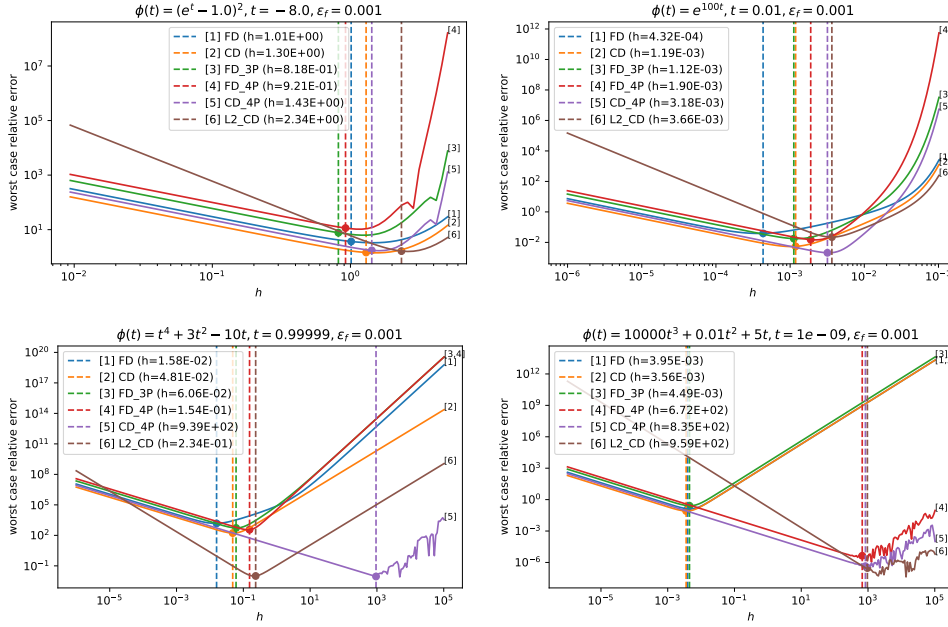 ϕ(t) = (e^t − 1.0)^2, t = −8.0, ε_f = 0.001
worst case relative error
10^7
10^5
10^3
10^1
[1] FD (h=1.01E+00)
[2] CD (h=1.30E+00)
[3] FD_3P (h=8.18E-01)
[4] FD_4P (h=9.21E-01)
[5] CD_4P (h=1.43E+00)
[6] L2_CD (h=2.34E+00)
[4]
[3]
[5]
[1]
[2]
[6]
10^−2
10^−1
10^0
h
ϕ(t) = e^{100t}, t = 0.01, ε_f = 0.001
worst case relative error
10^12
10^10
10^8
10^6
10^4
10^2
10^0
10^−2
[1] FD (h=4.32E-04)
[2] CD (h=1.19E-03)
[3] FD_3P (h=1.12E-03)
[4] FD_4P (h=1.90E-03)
[5] CD_4P (h=3.18E-03)
[6] L2_CD (h=3.66E-03)
[4
[3
[5
[1
[2
[6
10^−6
10^−5
10^−4
10^−3
10^−2
10^−1
h
ϕ(t) = t^4 + 3t^2 − 10t, t = 0.99999, ε_f = 0.001
worst case relative error
10^20
10^17
10^14
10^11
10^8
10^5
10^2
10^−1
[1] FD (h=1.58E-02)
[2] CD (h=4.81E-02)
[3] FD_3P (h=6.06E-02)
[4] FD_4P (h=1.54E-01)
[5] CD_4P (h=9.39E+02)
[6] L2_CD (h=2.34E-01)
[3,4]
[1]
[2]
[6]
[5]
10^−5
10^−3
10^−1
10^1
10^3
10^5
h
ϕ(t) = 10000t^3 + 0.01t^2 + 5t, t = 1e − 09, ε_f = 0.001
worst case relative error
10^12
10^9
10^6
10^3
10^0
10^−3
10^−6
[1] FD (h=3.95E-03)
[2] CD (h=3.56E-03)
[3] FD_3P (h=4.49E-03)
[4] FD_4P (h=6.72E+02)
[5] CD_4P (h=8.35E+02)
[6] L2_CD (h=9.59E+02)
[3]
[1,
[4]
[5]
[6]
10^−5
10^−3
10^−1
10^1
10^3
10^5
h